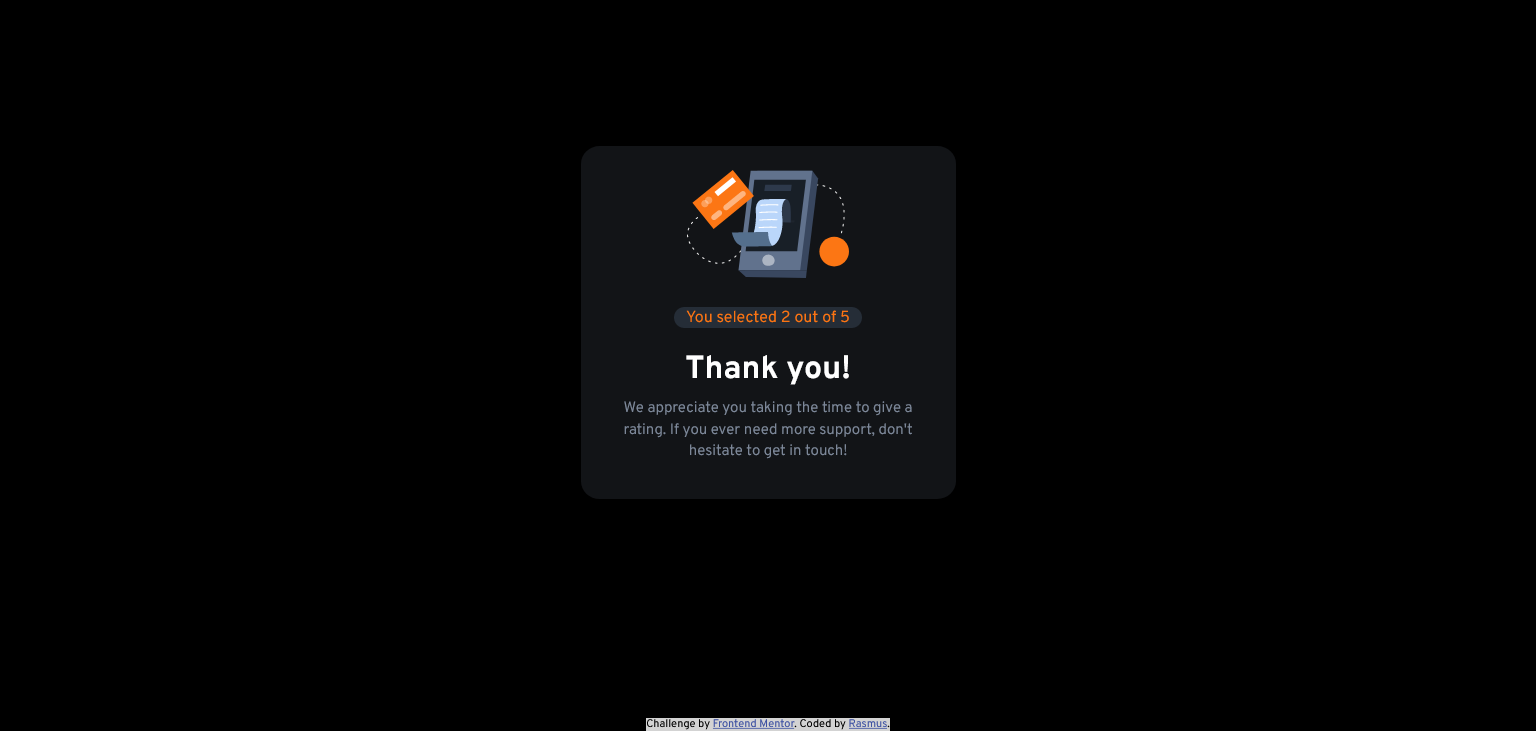 You selected 2 out of 5
Thank you!
We appreciate you taking the time to give a
rating. If you ever need more support, don't
hesitate to get in touch!
Challenge by Frontend Mentor. Coded by Rasmus.